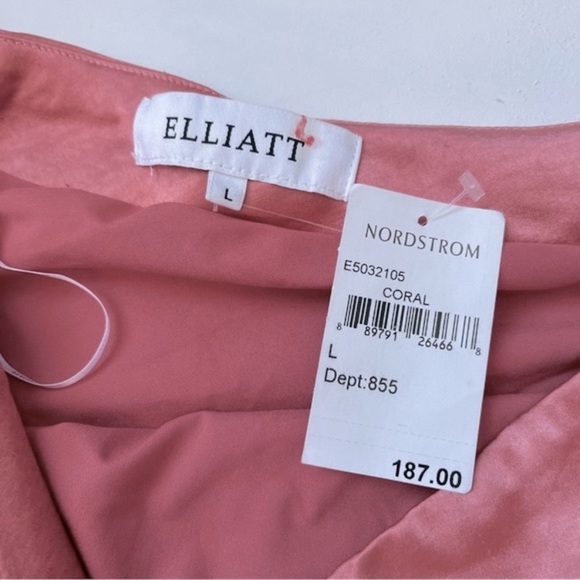 ELLIATT
L
NORDSTROM
E5032105
CORAL
8 89791 26466 8
L
Dept:855
187.00